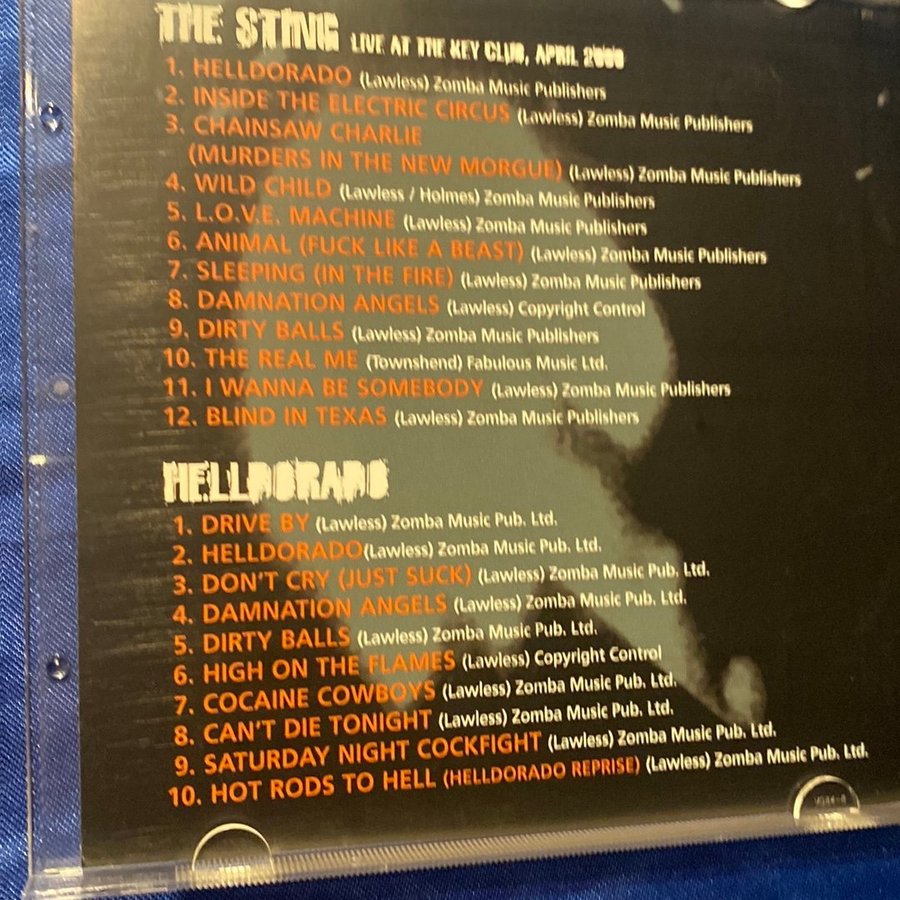 THE STING LIVE AT THE KEY CLUB, APRIL 2000
1. HELLDORADO (Lawless) Zomba Music Publishers
2. INSIDE THE ELECTRIC CIRCUS (Lawless) Zomba Music Publishers
3. CHAINSAW CHARLIE
(MURDERS IN THE NEW MORGUE) (Lawless) Zomba Music Publishers
4. WILD CHILD (Lawless / Holmes) Zomba Music Publishers
5. L.O.V.E. MACHINE (Lawless) Zomba Music Publishers
6. ANIMAL (FUCK LIKE A BEAST) (Lawless) Zomba Music Publishers
7. SLEEPING (IN THE FIRE) (Lawless) Zomba Music Publishers
8. DAMNATION ANGELS (Lawless) Copyright Control
9. DIRTY BALLS (Lawless) Zomba Music Publishers
10. THE REAL ME (Townshend) Fabulous Music Ltd.
11. I WANNA BE SOMEBODY (Lawless) Zomba Music Publishers
12. BLIND IN TEXAS (Lawless) Zomba Music Publishers
HELLDORADO
1. DRIVE BY (Lawless) Zomba Music Pub. Ltd.
2. HELLDORADO(Lawless) Zomba Music Pub. Ltd.
3. DON'T CRY (JUST SUCK) (Lawless) Zomba Music Pub. Ltd.
4. DAMNATION ANGELS (Lawless) Zomba Music Pub. Ltd.
5. DIRTY BALLS (Lawless) Zomba Music Pub. Ltd.
6. HIGH ON THE FLAMES (Lawless) Copyright Control
7. COCAINE COWBOYS (Lawless) Zomba Music Pub. Ltd.
8. CAN'T DIE TONIGHT (Lawless) Zomba Music Pub. Ltd.
9. SATURDAY NIGHT COCKFIGHT (Lawless) Zomba Music Pub. Ltd.
10. HOT RODS TO HELL (HELLDORADO REPRISE) (Lawless) Zomba Music Pub. Ltd.